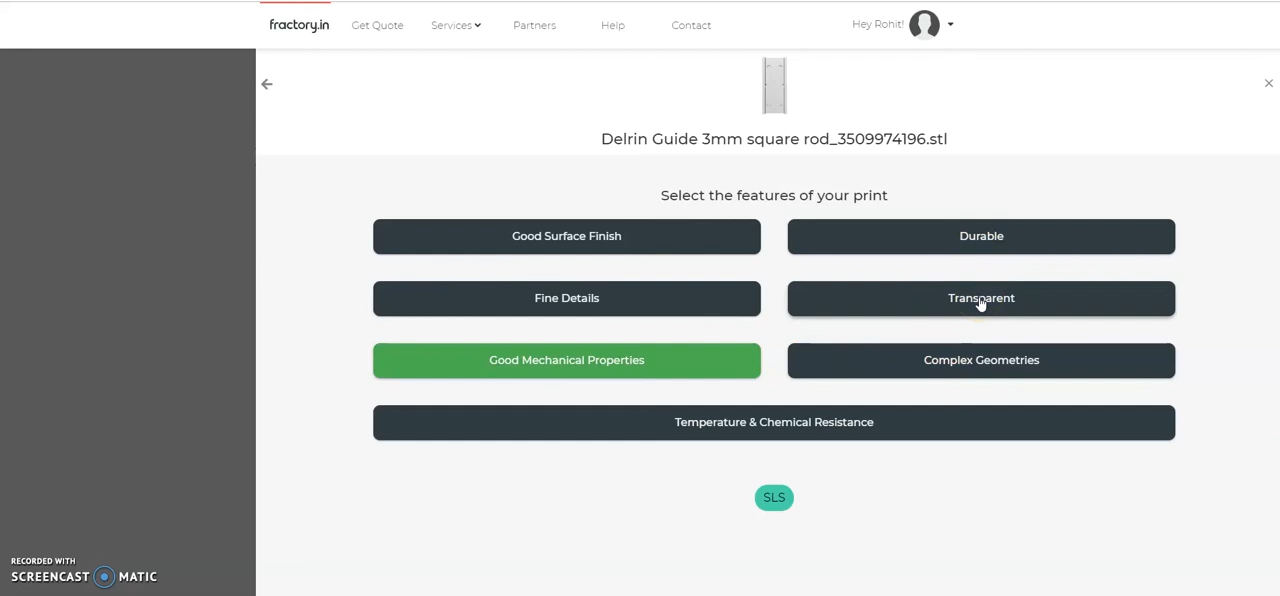 fractory.in Get Quote Services Partners Help Contact Hey Rohit!
Delrin Guide 3mm square rod_3509974196.stl
Select the features of your print
Good Surface Finish Durable
Fine Details Transparent
Good Mechanical Properties Complex Geometries
Temperature & Chemical Resistance
SLS
RECORDED WITH
SCREENCAST MATIC